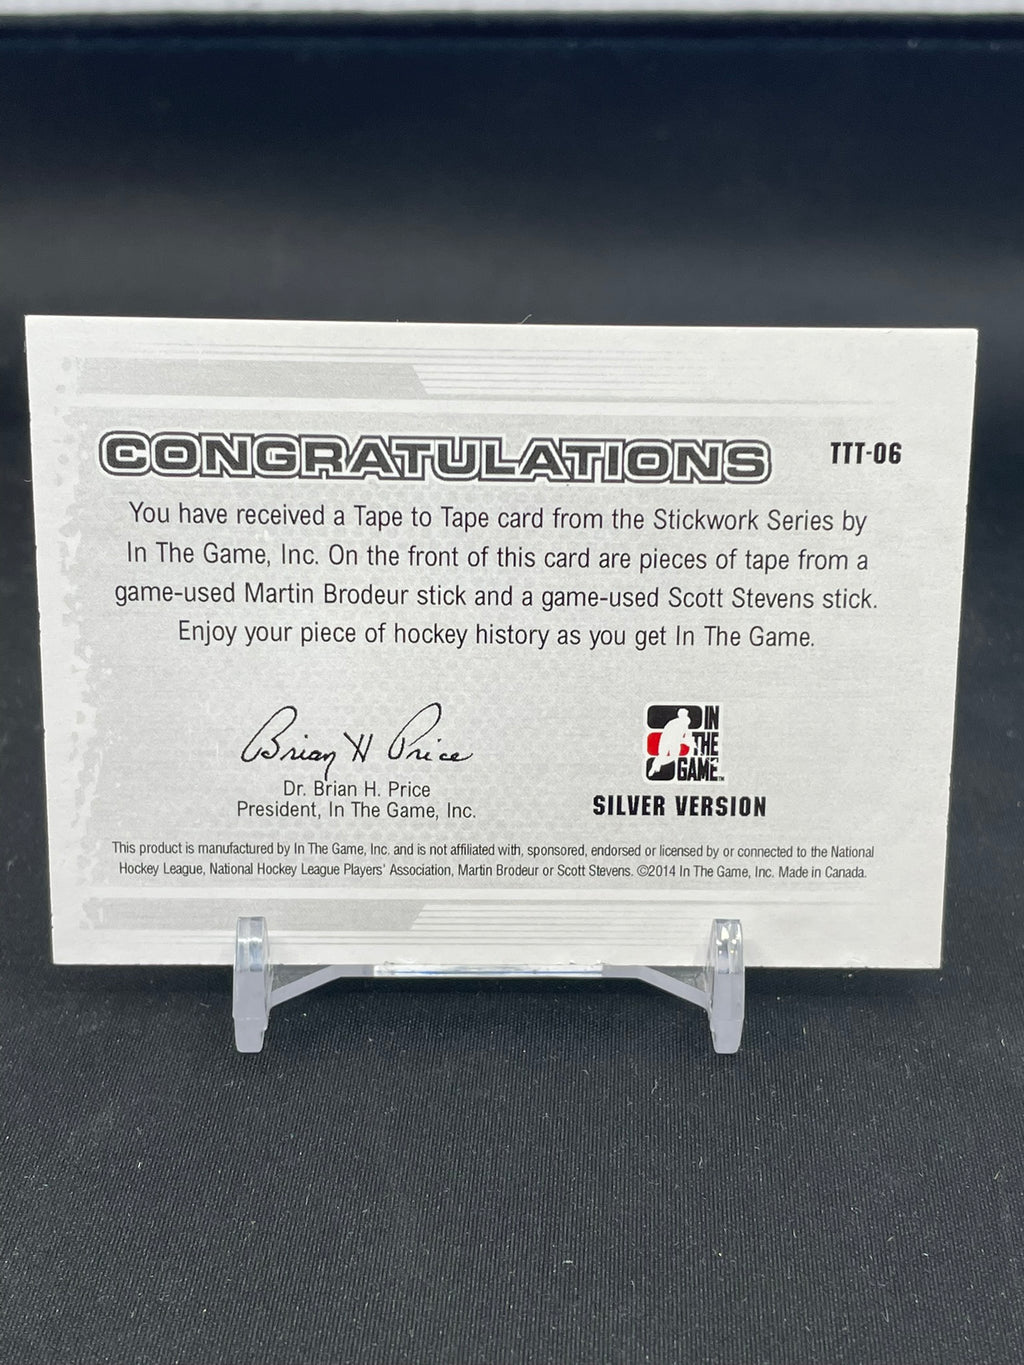 CONGRATULATIONS
TTT-06
You have received a Tape to Tape card from the Stickwork Series by
In The Game, Inc. On the front of this card are pieces of tape from a
game-used Martin Brodeur stick and a game-used Scott Stevens stick.
Enjoy your piece of hockey history as you get In The Game.
Brian H Price
Dr. Brian H. Price
President, In The Game, Inc.
IN
THE
GAME™
SILVER VERSION
This product is manufactured by In The Game, Inc. and is not affiliated with, sponsored, endorsed or licensed by or connected to the National
Hockey League, National Hockey League Players' Association, Martin Brodeur or Scott Stevens. ©2014 In The Game, Inc. Made in Canada.